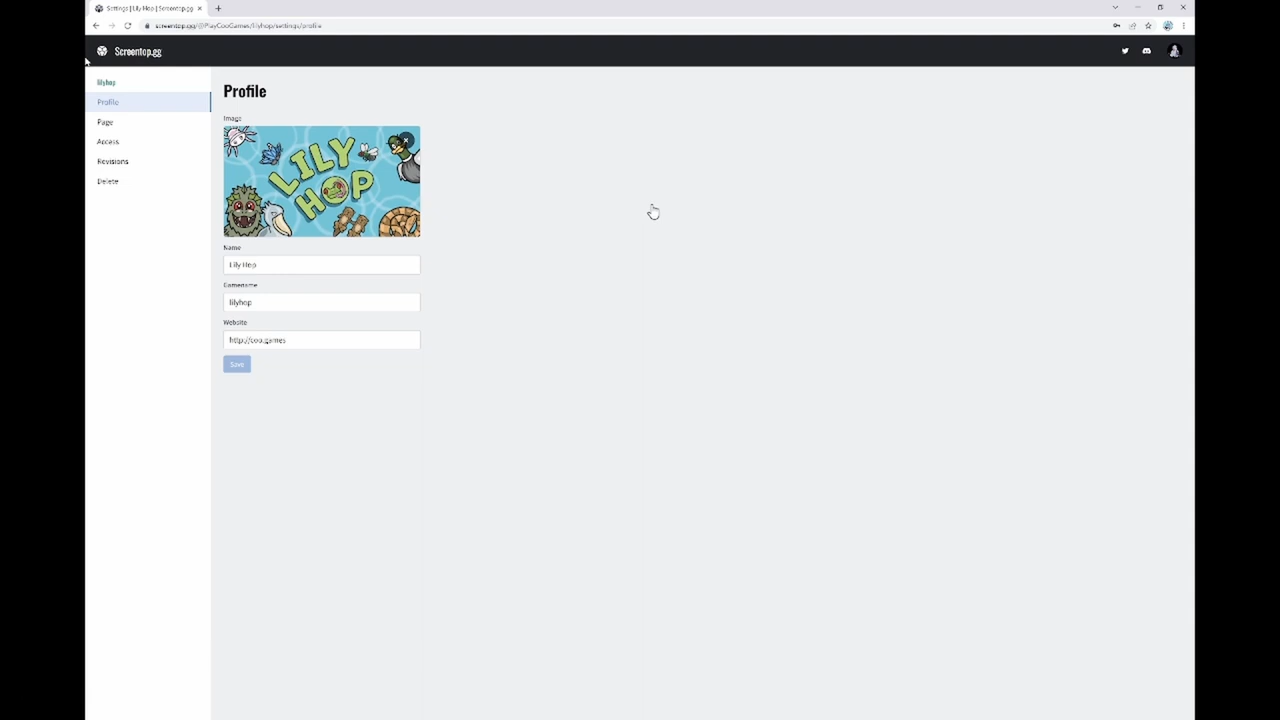 Settings | Lily Hop | Screentop.gg
screentop.gg/@PlayCooGames/lilyhop/settings/profile
Screentop.gg
lilyhop
Profile
Page
Access
Revisions
Delete
Profile
Image
LILY
HOP
Name
Lily Hop
Gamename
lilyhop
Website
http://coo.games
Save